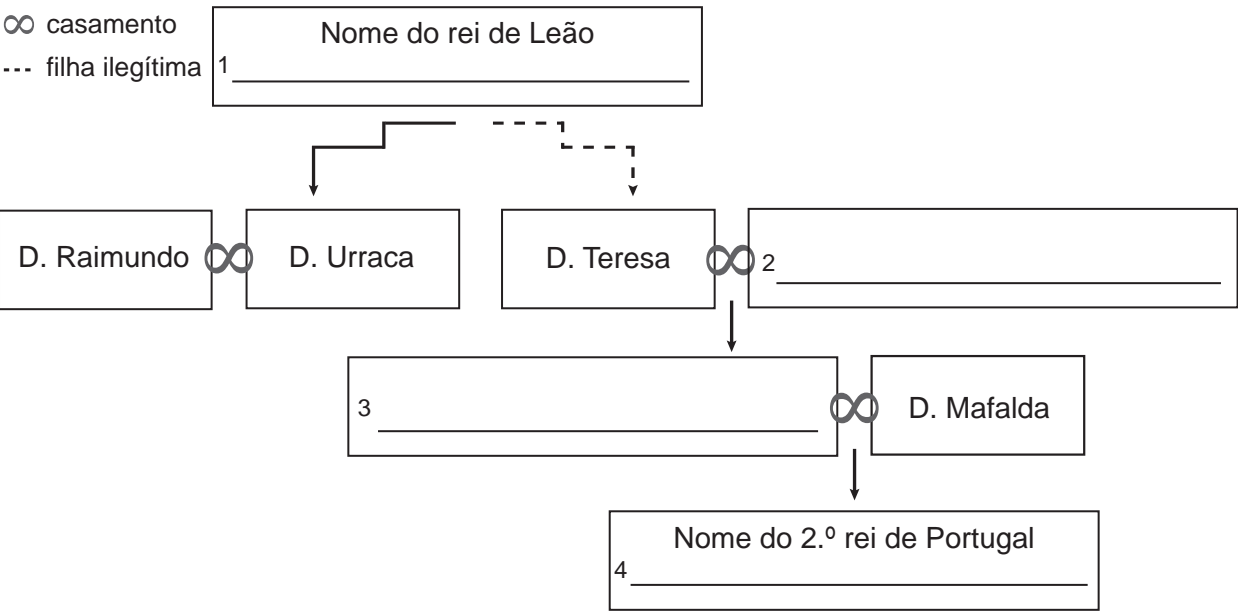 ∞ casamento
--- filha ilegítima
Nome do rei de Leão
1
D. Raimundo ∞ D. Urraca
D. Teresa ∞ 2
3 ∞ D. Mafalda
Nome do 2.º rei de Portugal
4